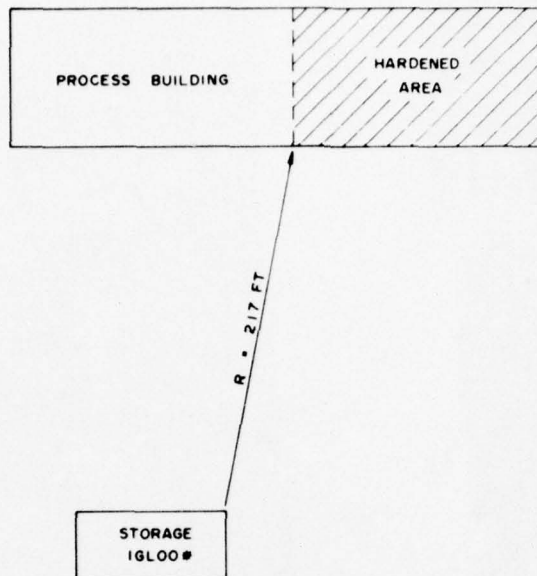 PROCESS BUILDING
HARDENED
AREA
R = 217 FT
STORAGE
IGLOO#